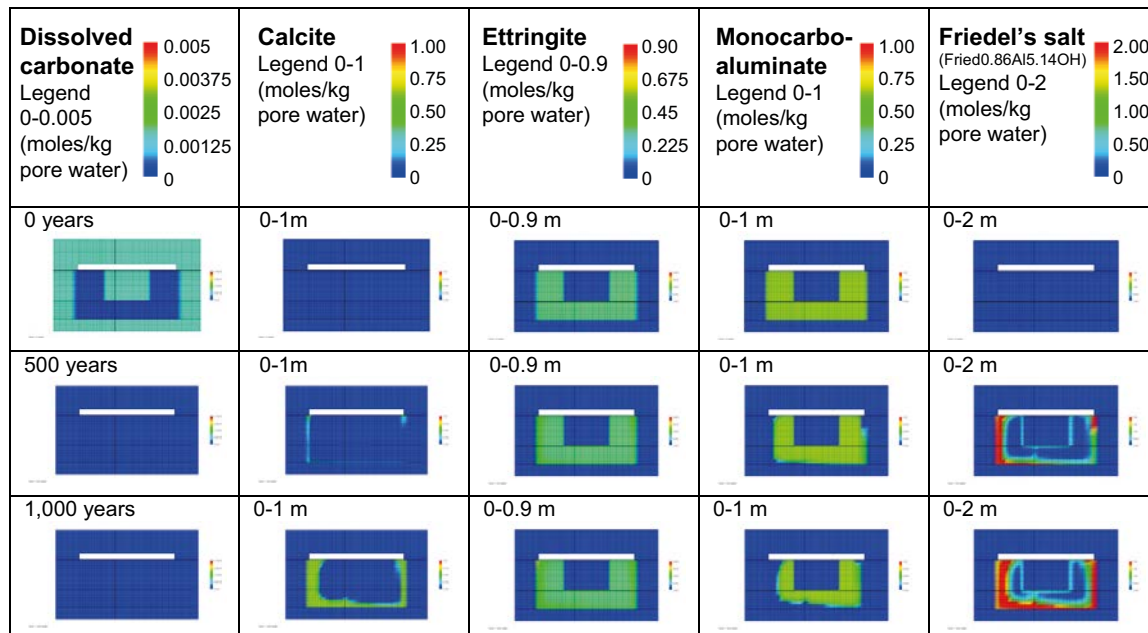 Dissolved
carbonate
Legend
0-0.005
(moles/kg
pore water)
0.005
0.00375
0.0025
0.00125
0
Calcite
Legend 0-1
(moles/kg
pore water)
1.00
0.75
0.50
0.25
0
Ettringite
Legend 0-0.9
(moles/kg
pore water)
0.90
0.675
0.45
0.225
0
Monocarbo-
aluminate
Legend 0-1
(moles/kg
pore water)
1.00
0.75
0.50
0.25
0
Friedel's salt
(Fried0.86Al5.14OH)
Legend 0-2
(moles/kg
pore water)
2.00
1.50
1.00
0.50
0
0 years
0-1m
0-0.9 m
0-1 m
0-2 m
500 years
0-1m
0-0.9 m
0-1 m
0-2 m
1,000 years
0-1 m
0-0.9 m
0-1 m
0-2 m